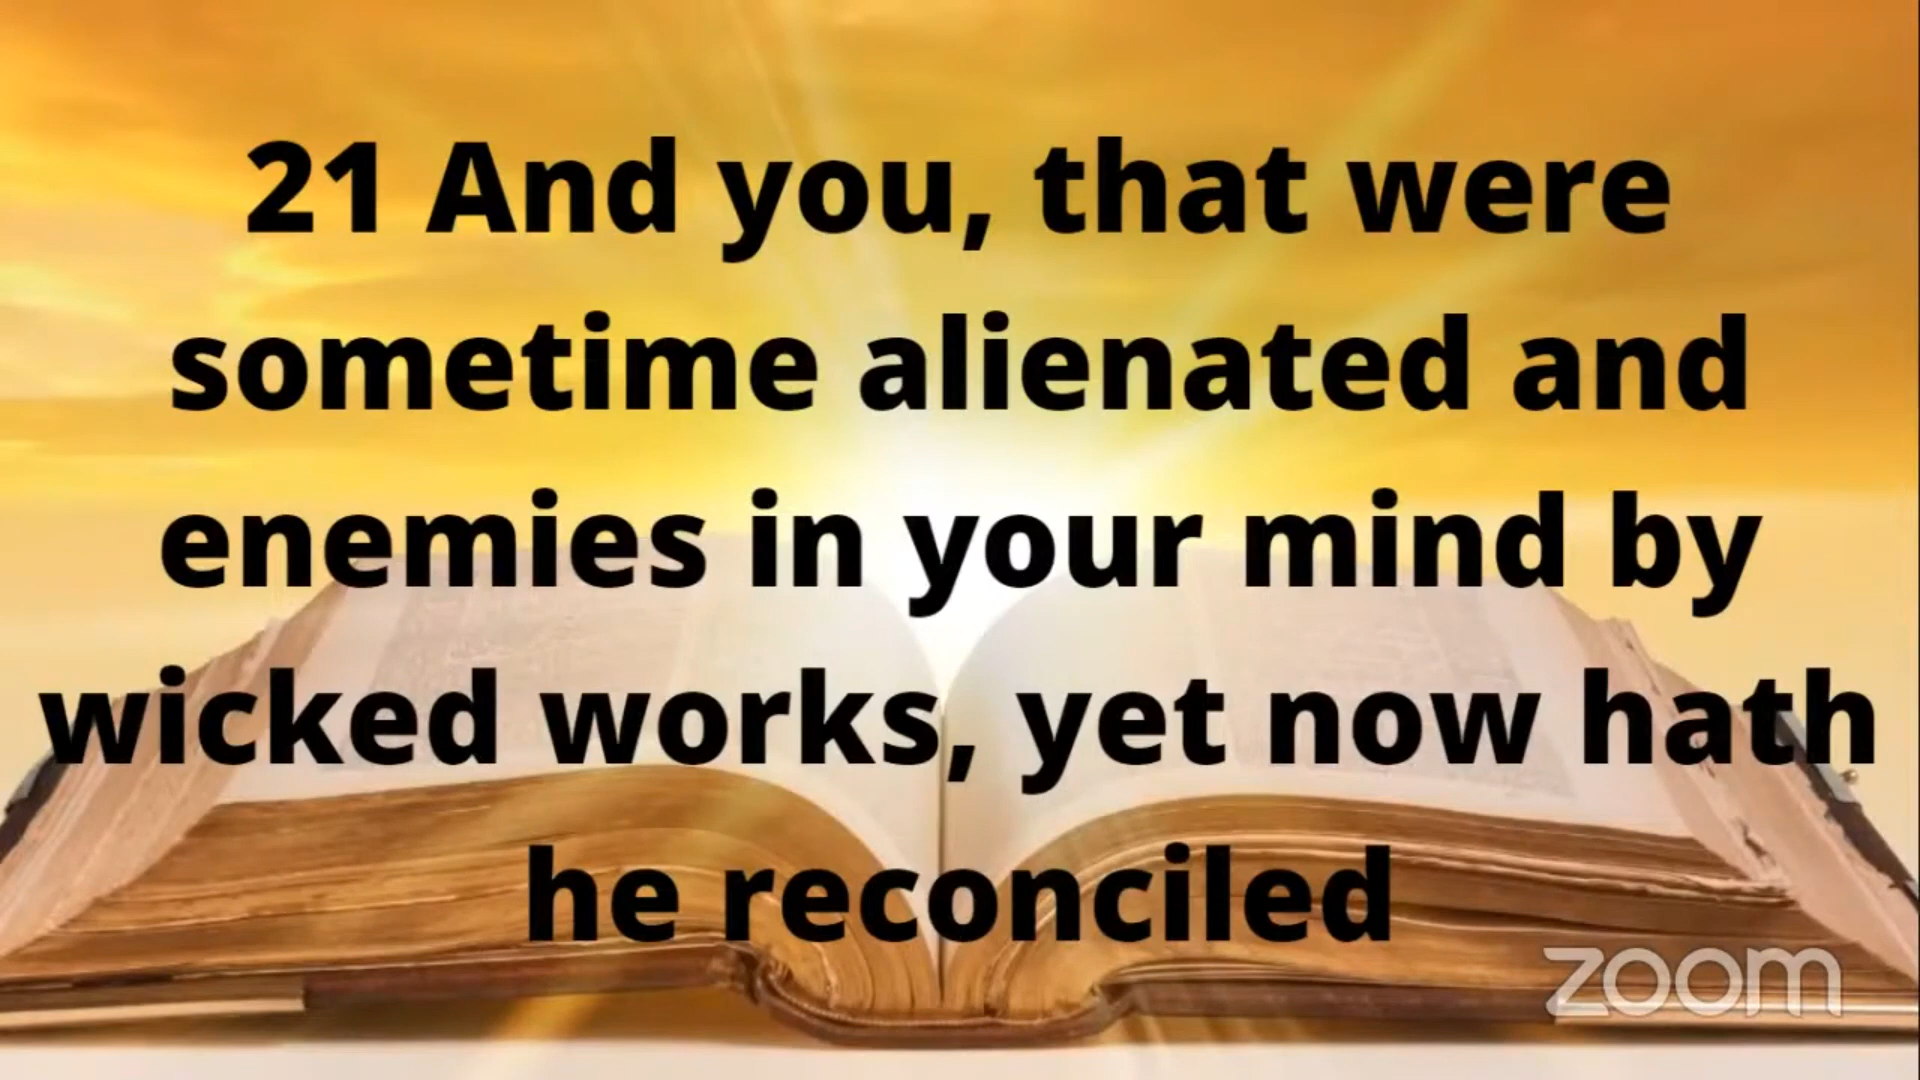 21 And you, that were
sometime alienated and
enemies in your mind by
wicked works, yet now hath
he reconciled
zoom